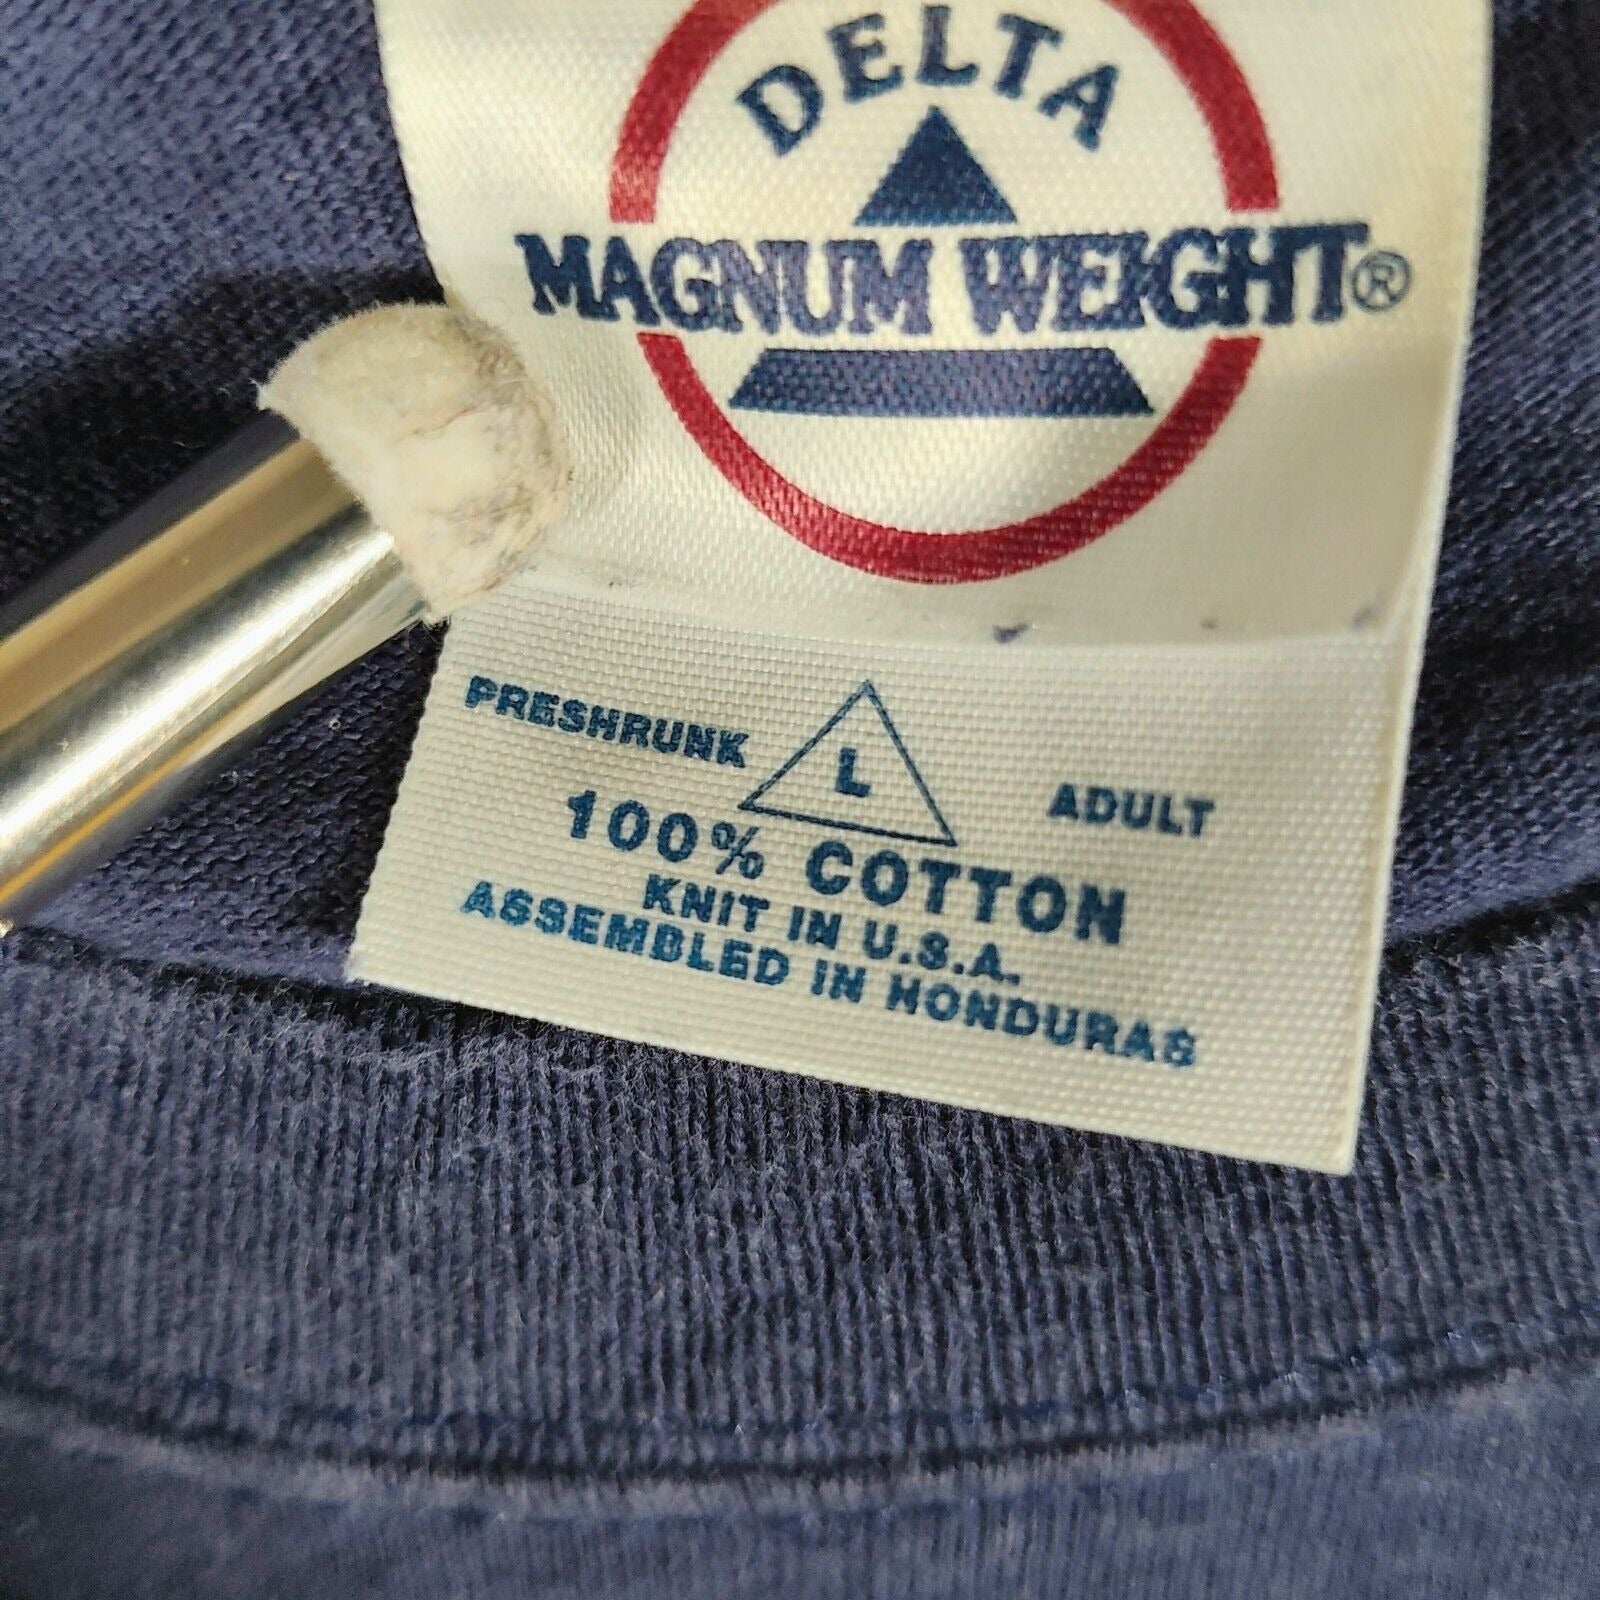 DELTA
MAGNUM WEIGHT®
PRESHRUNK L ADULT
100% COTTON
KNIT IN U.S.A.
ASSEMBLED IN HONDURAS